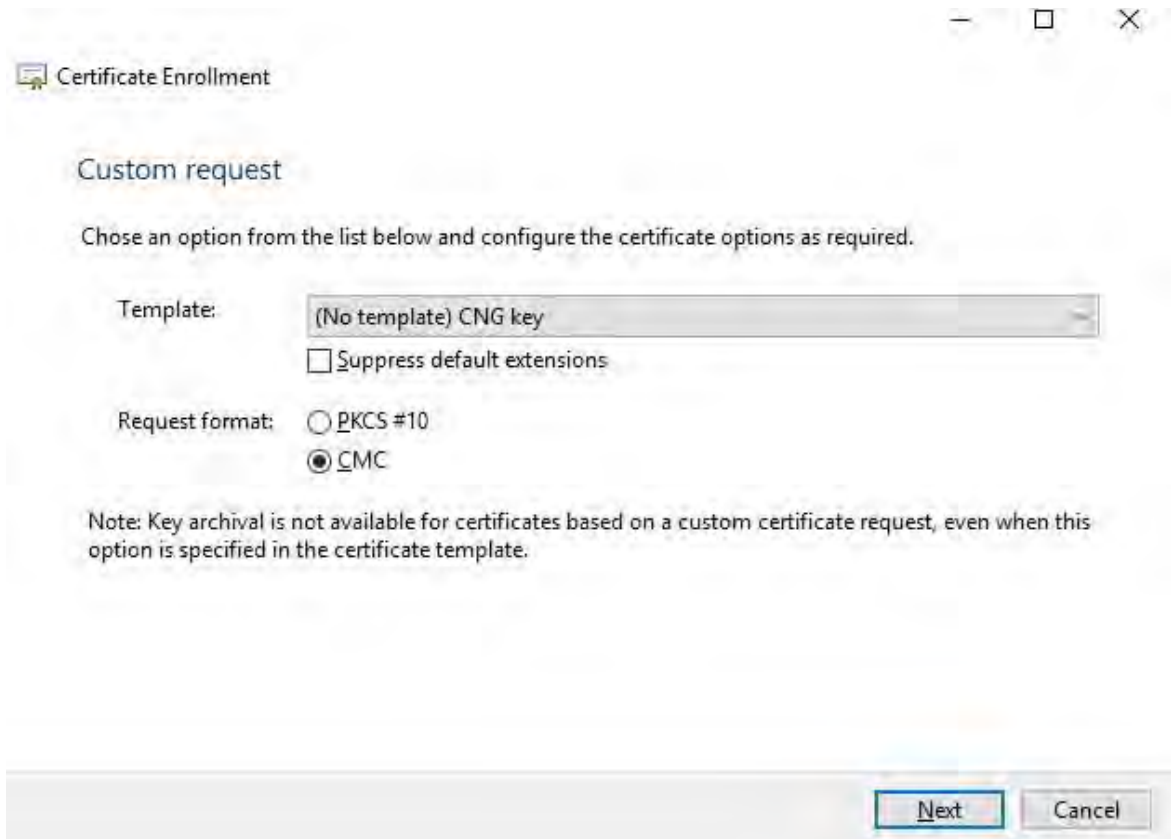 Certificate Enrollment
Custom request
Chose an option from the list below and configure the certificate options as required.
Template:
(No template) CNG key
Suppress default extensions
Request format:
PKCS #10
CMC
Note: Key archival is not available for certificates based on a custom certificate request, even when this
option is specified in the certificate template.
Next
Cancel